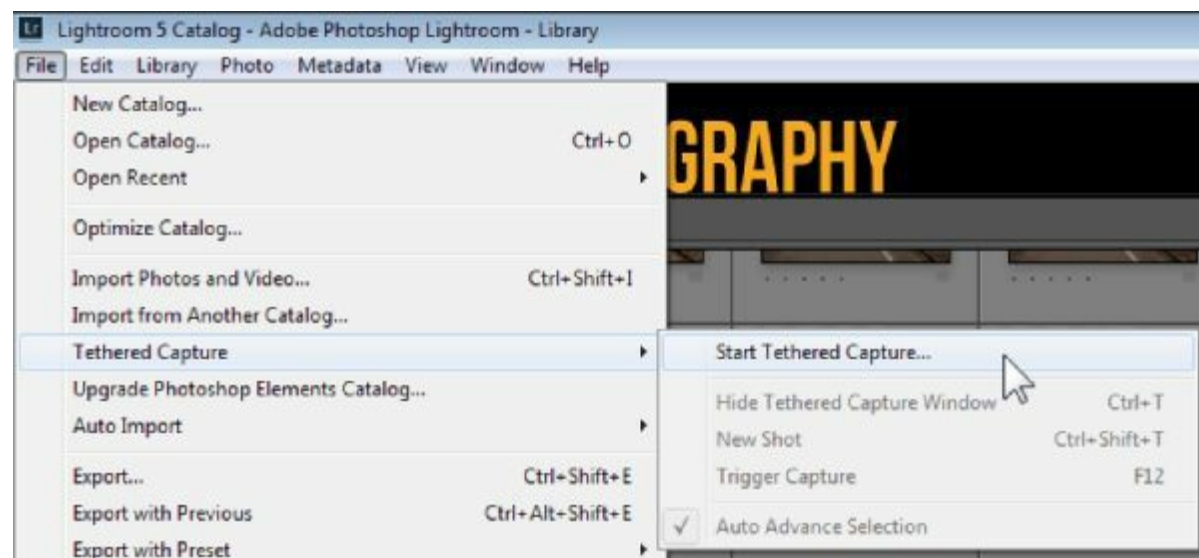 Lr Lightroom 5 Catalog - Adobe Photoshop Lightroom - Library
File Edit Library Photo Metadata View Window Help
New Catalog...
Open Catalog... Ctrl+O
Open Recent
Optimize Catalog...
Import Photos and Video... Ctrl+Shift+I
Import from Another Catalog...
Tethered Capture
Upgrade Photoshop Elements Catalog...
Auto Import
Export... Ctrl+Shift+E
Export with Previous Ctrl+Alt+Shift+E
Export with Preset
GRAPHY
Start Tethered Capture...
Hide Tethered Capture Window Ctrl+T
New Shot Ctrl+Shift+T
Trigger Capture F12
Auto Advance Selection